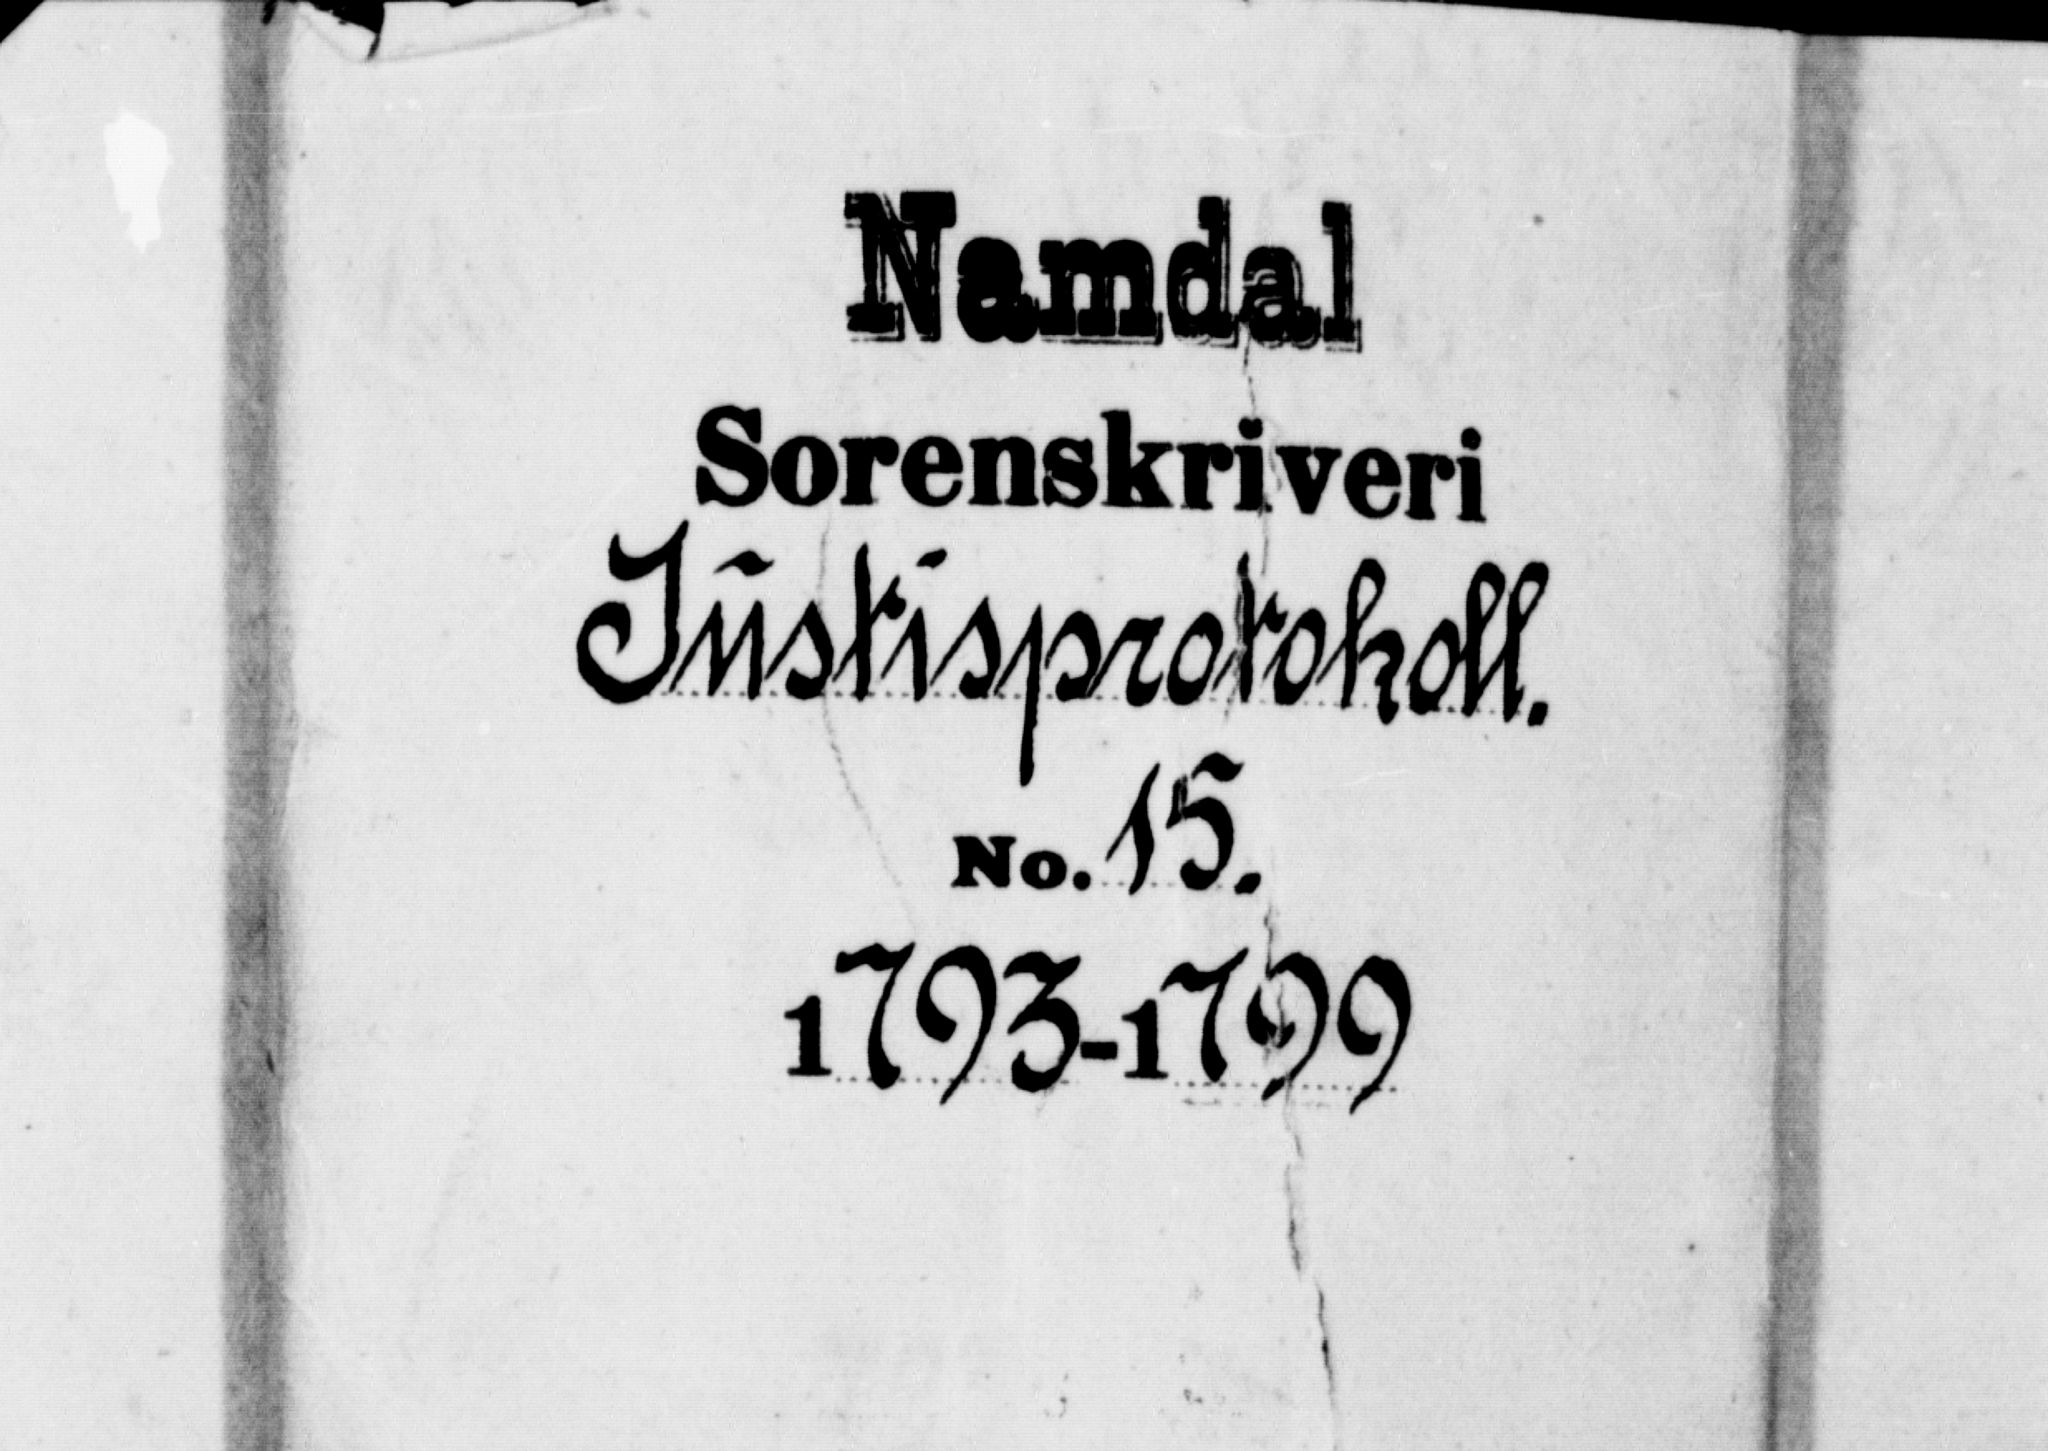 Namdal
Sorenskriveri
Justisprotokoll.
No. 15.
1793-1799